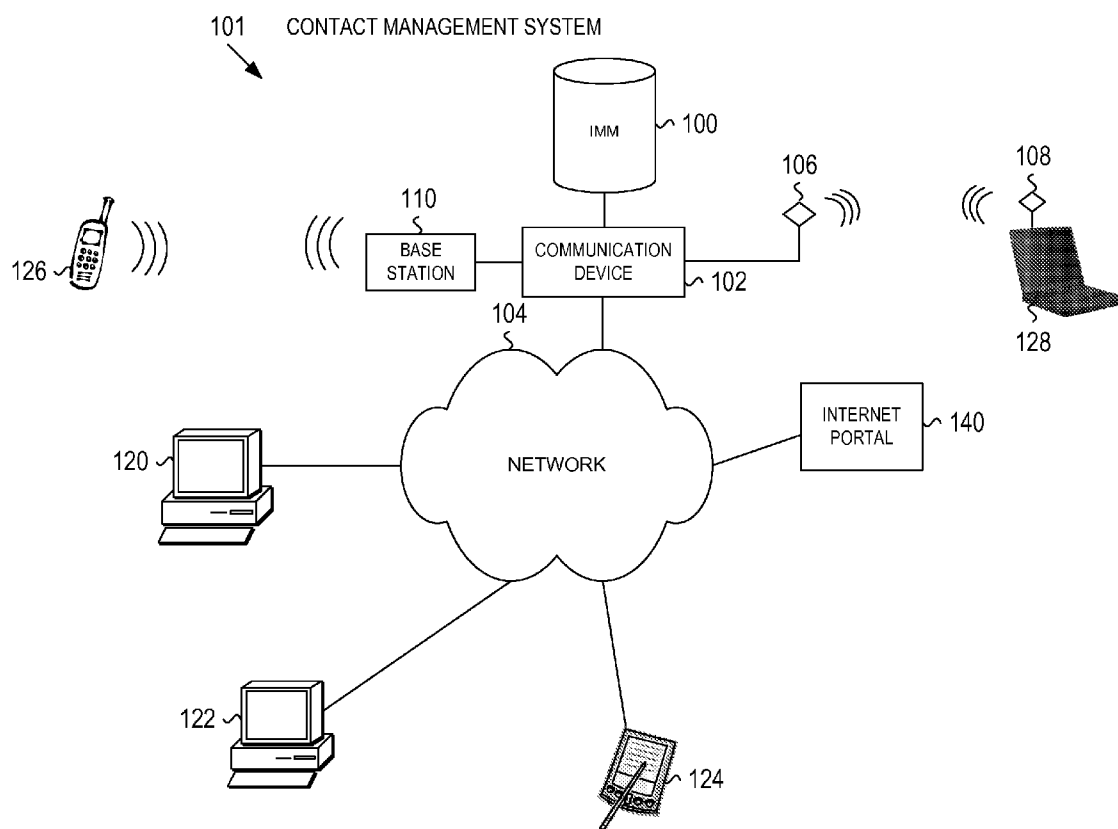 101 CONTACT MANAGEMENT SYSTEM
IMM
100
106
108
110
BASE
STATION
COMMUNICATION
DEVICE
102
126
104
128
INTERNET
PORTAL
140
120
NETWORK
122
124